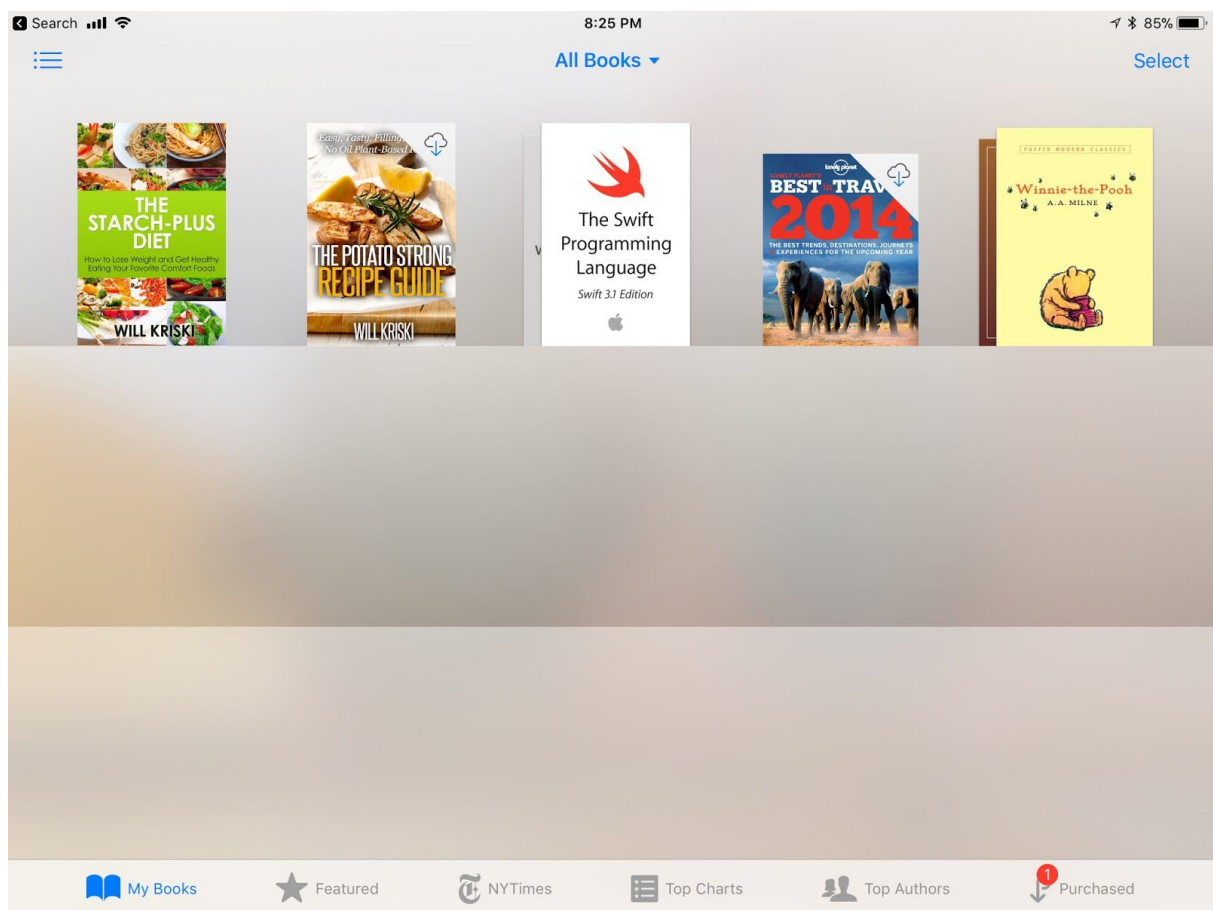 Search
8:25 PM
85%
All Books
Select
THE
STARCH-PLUS
DIET
How to Lose Weight and Get Healthy
Eating Your Favorite Comfort Foods
WILL KRISKI
Easy, Tasty, Filling,
No Oil Plant-Based
THE POTATO STRONG
RECIPE GUIDE
WILL KRISKI
The Swift
Programming
Language
Swift 3.1 Edition
lonely planet
LONELY PLANET'S
BEST in TRAV
2014
THE BEST TRENDS, DESTINATIONS, JOURNEYS
EXPERIENCES FOR THE UPCOMING YEAR
PUFFIN MODERN CLASSICS
Winnie-the-Pooh
A.A. MILNE
My Books
Featured
NYTimes
Top Charts
Top Authors
1
Purchased